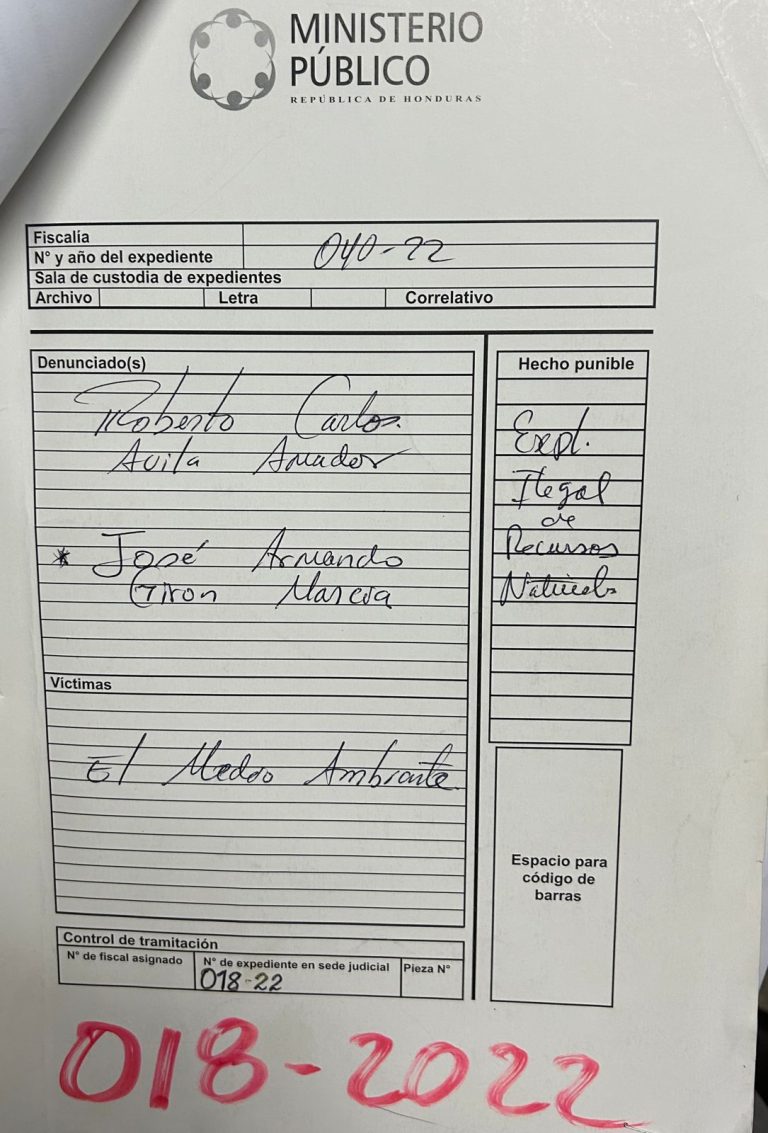 MINISTERIO
PÚBLICO
REPÚBLICA DE HONDURAS
Fiscalía
N° y año del expediente 040-22
Sala de custodia de expedientes
Archivo Letra Correlativo
Denunciado(s)
Roberto Carlos
Avila Amador
* José Armando
Giron Marcia
Hecho punible
Expl.
Ilegal
de
Recursos
Naturales
Víctimas
El Medio Ambiente
Espacio para
código de
barras
Control de tramitación
N° de fiscal asignado
N° de expediente en sede judicial
018-22
Pieza N°
018-2022